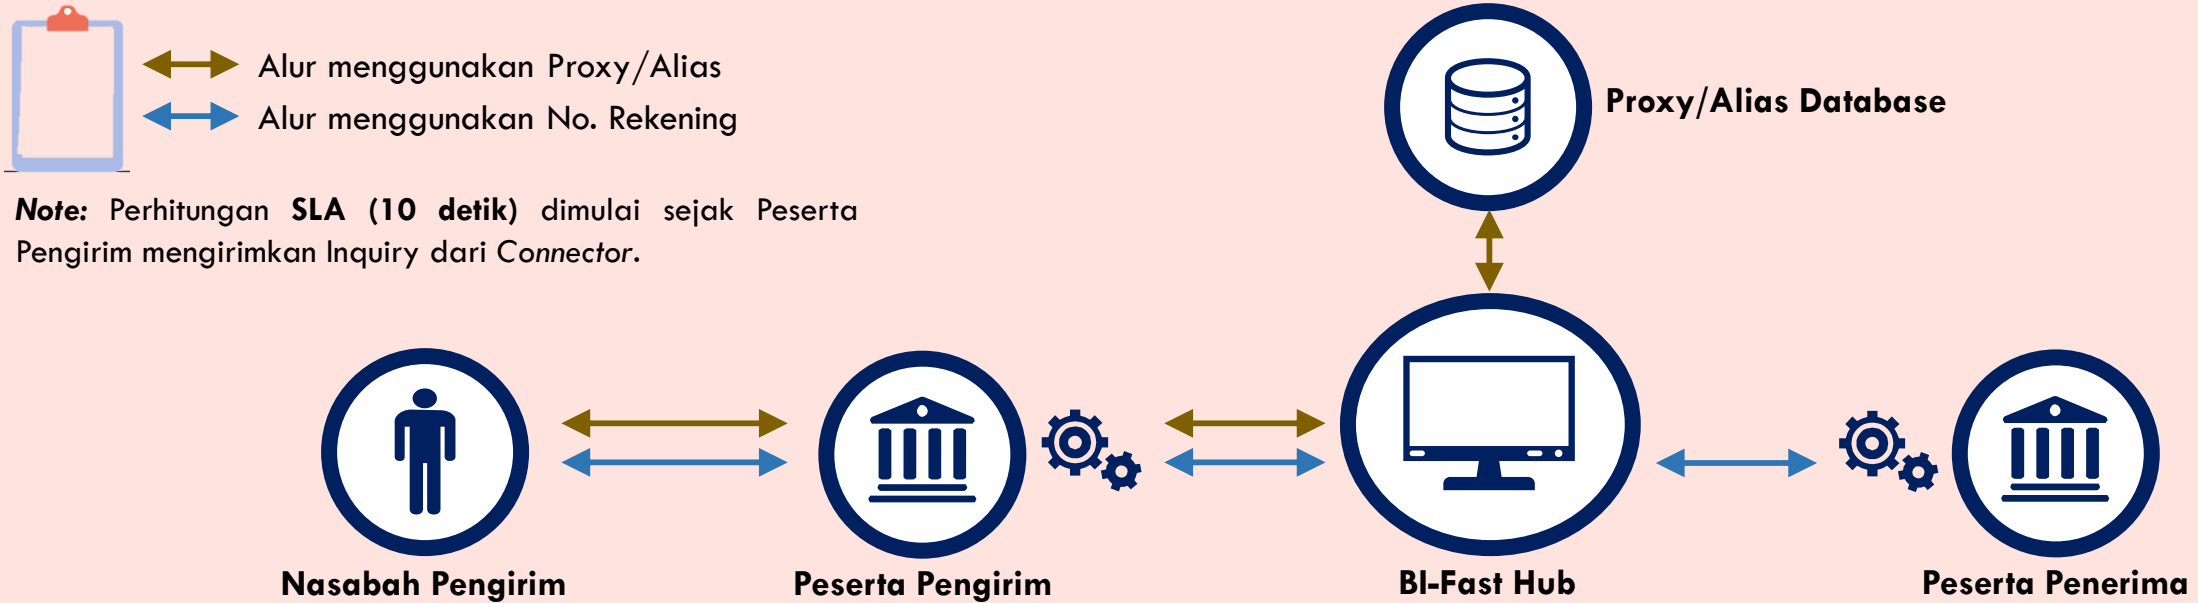 Alur menggunakan Proxy/Alias
Alur menggunakan No. Rekening
Note: Perhitungan SLA (10 detik) dimulai sejak Peserta
Pengirim mengirimkan Inquiry dari Connector.
Proxy/Alias Database
Nasabah Pengirim
Peserta Pengirim
BI-Fast Hub
Peserta Penerima